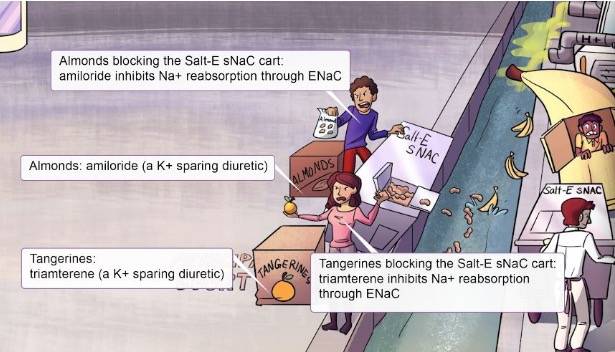 Almonds blocking the Salt-E sNaC cart:
amiloride inhibits Na+ reabsorption through ENaC
Almond
Salt-E
SNAC
Almonds: amiloride (a K+ sparing diuretic)
ALMONDS
Salt-E SNAC
Tangerines:
triamterene (a K+ sparing diuretic)
TANGERINES
Tangerines blocking the Salt-E sNaC cart:
triamterene inhibits Na+ reabsorption
through ENaC